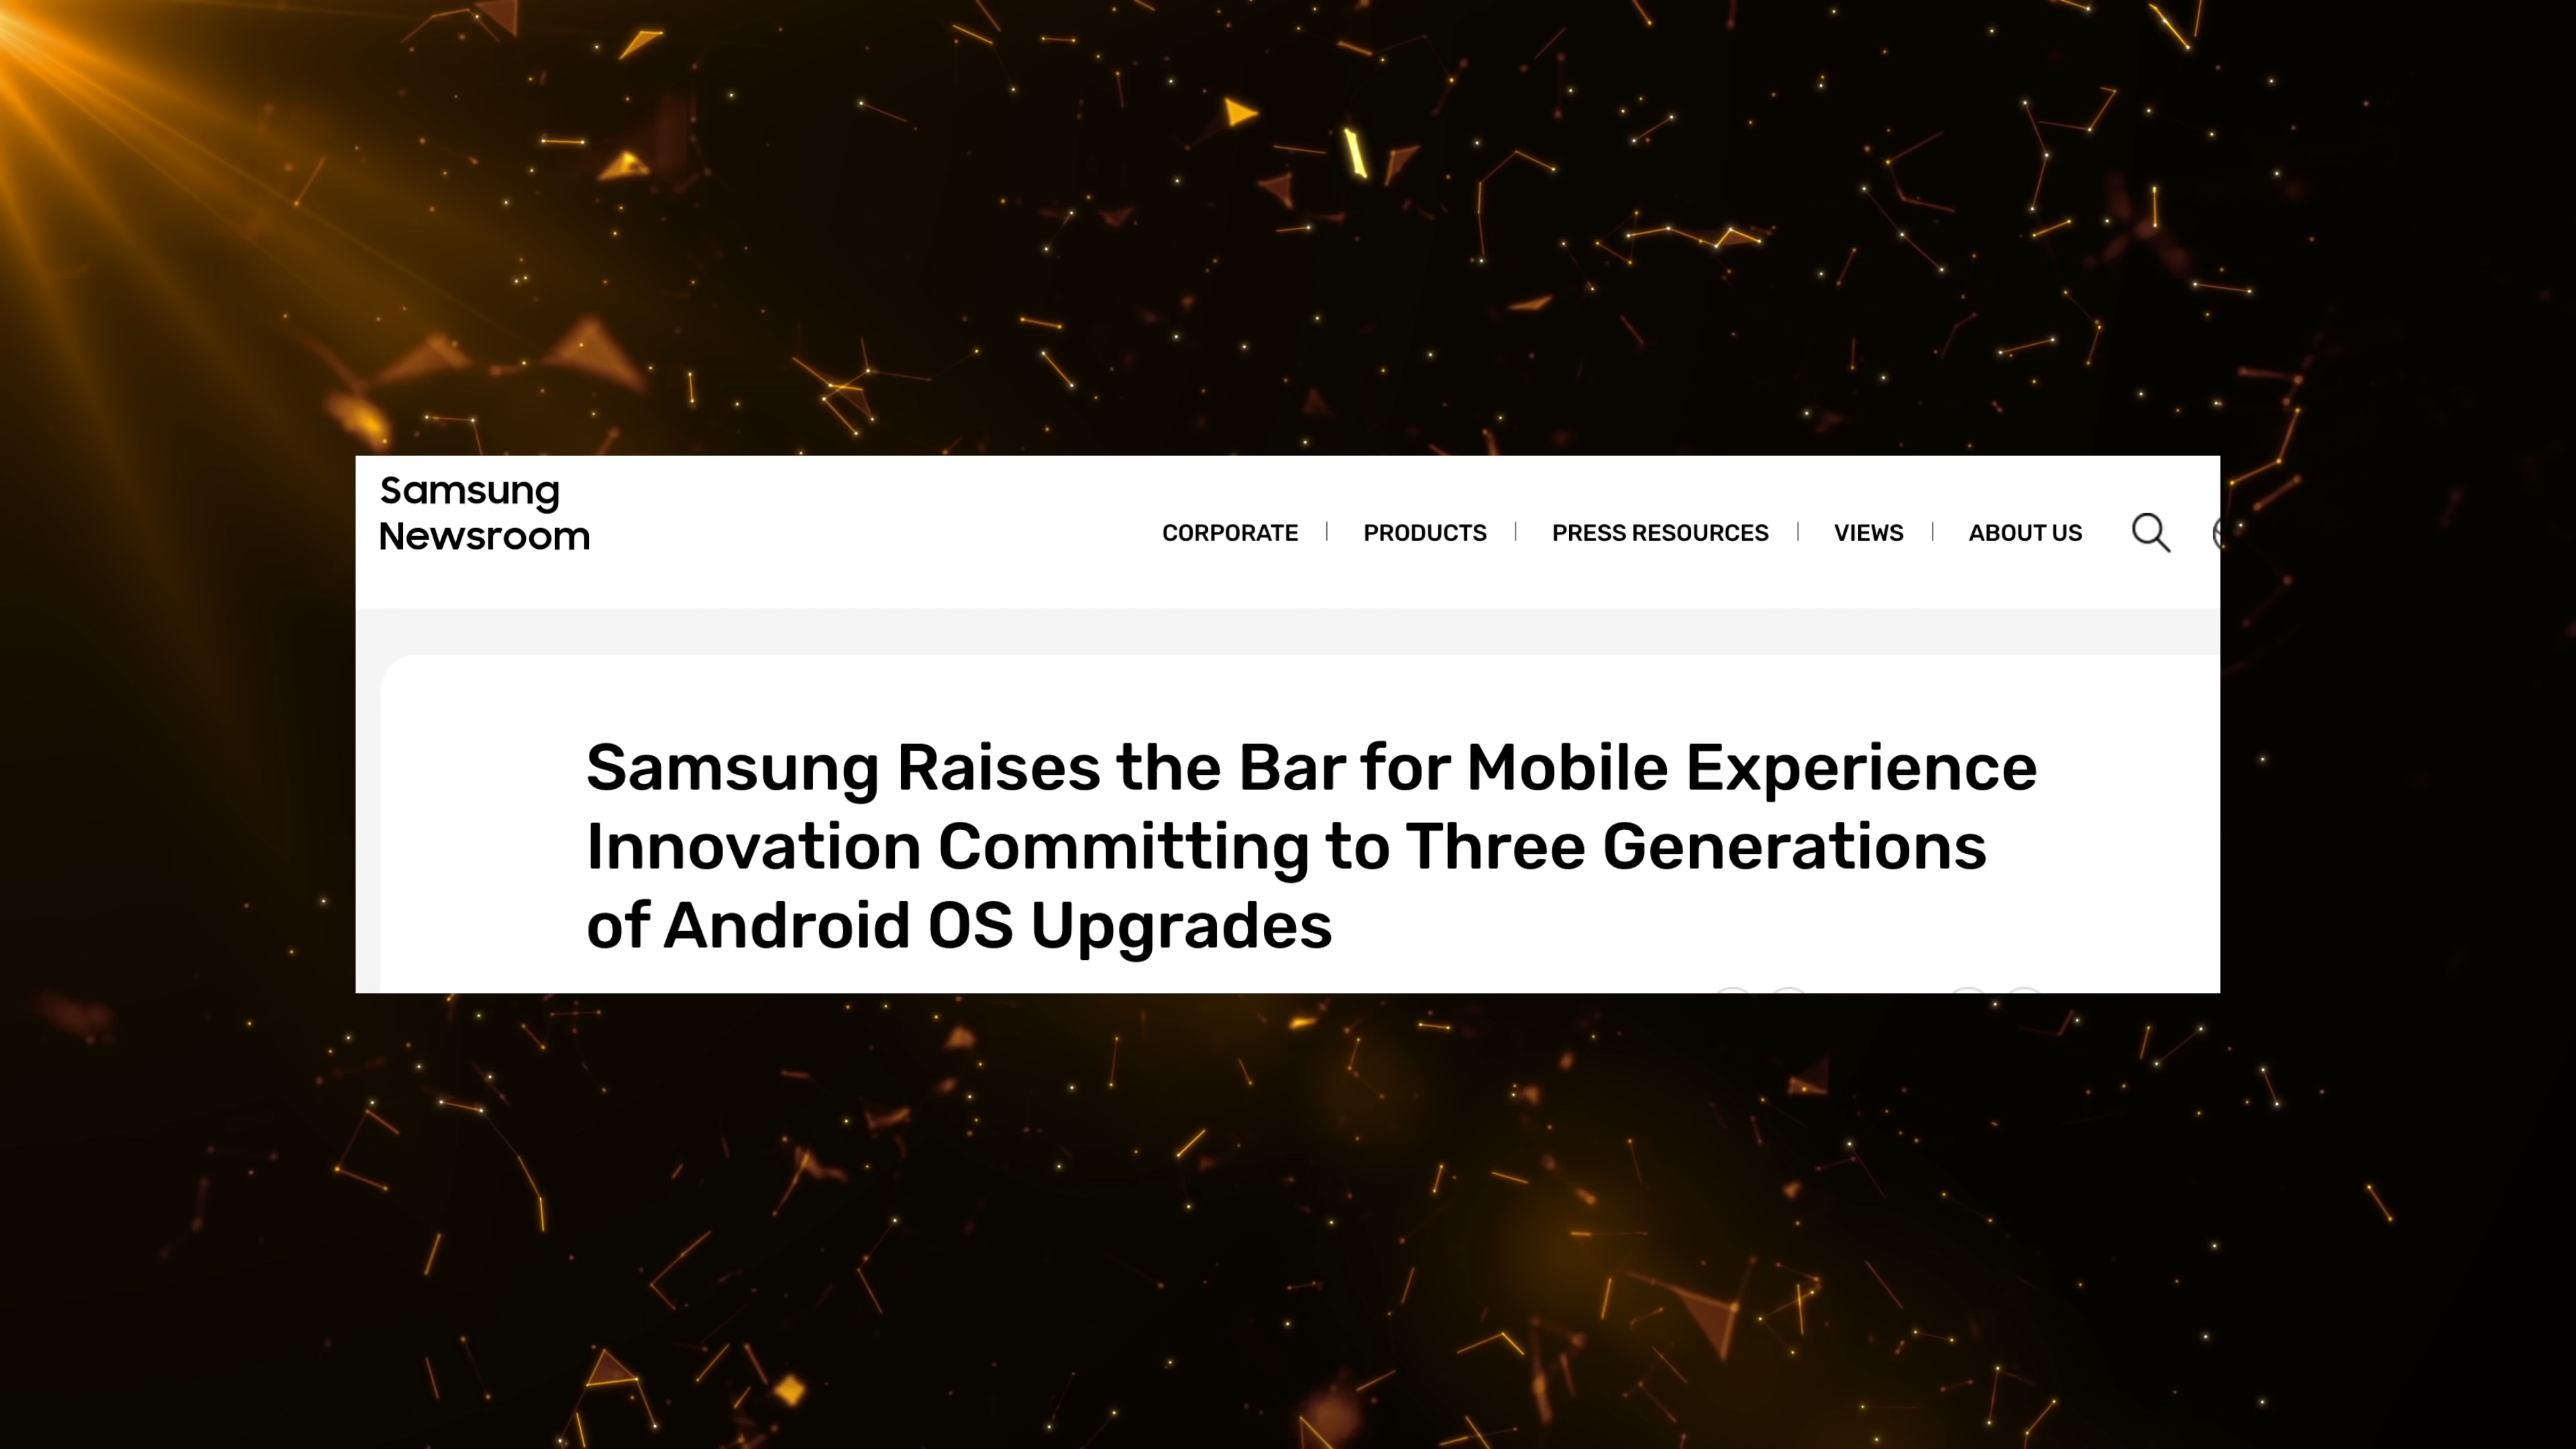 Samsung
Newsroom
CORPORATE | PRODUCTS | PRESS RESOURCES | VIEWS | ABOUT US
Samsung Raises the Bar for Mobile Experience
Innovation Committing to Three Generations
of Android OS Upgrades